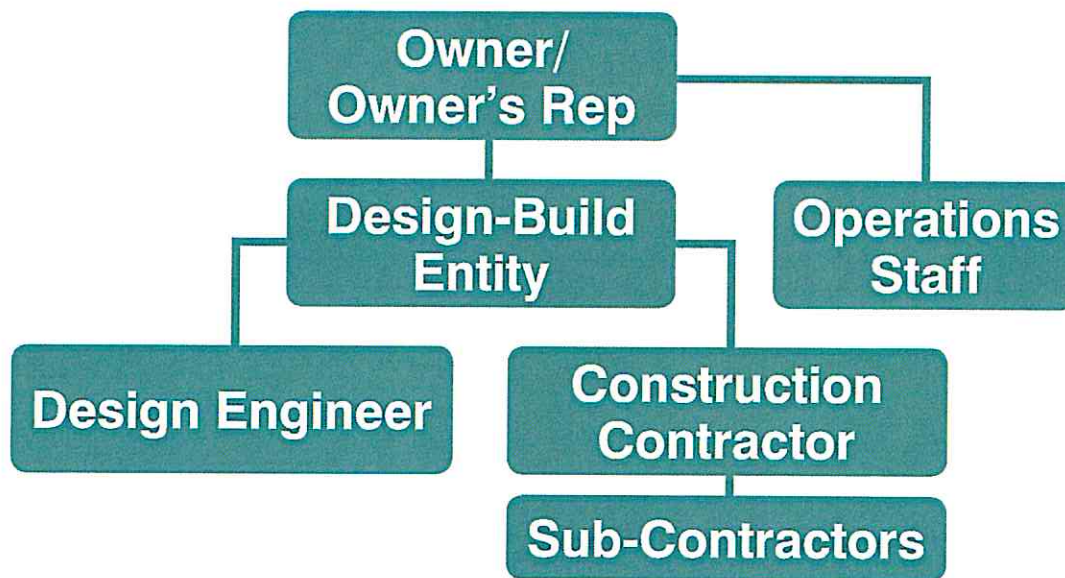 Owner/
Owner's Rep
Design-Build
Entity
Operations
Staff
Design Engineer
Construction
Contractor
Sub-Contractors